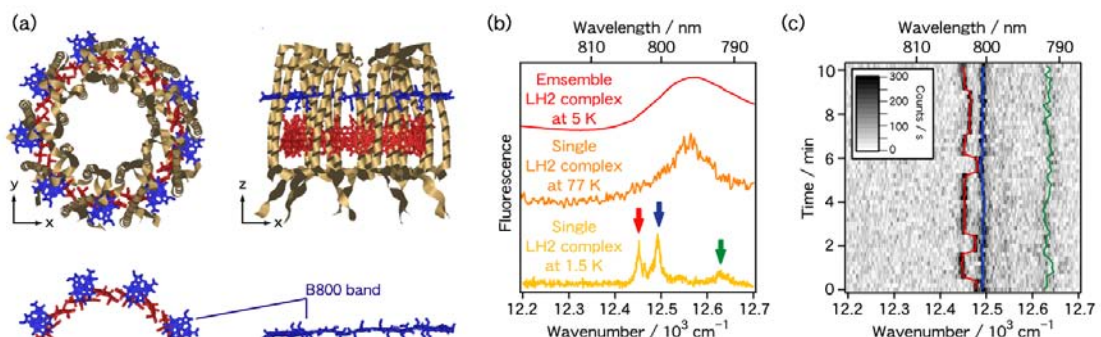 (a)
y
x
z
x
B800 band
(b)
Wavelength / nm
810 800 790
Emsemble
LH2 complex
at 5 K
Single
LH2 complex
at 77 K
Single
LH2 complex
at 1.5 K
Fluorescence
12.2 12.3 12.4 12.5 12.6 12.7
Wavenumber / 10³ cm⁻¹
(c)
Wavelength / nm
810 800 790
300
200
100
0
Counts / s
10
8
6
4
2
0
Time / min
12.2 12.3 12.4 12.5 12.6 12.7
Wavenumber / 10³ cm⁻¹